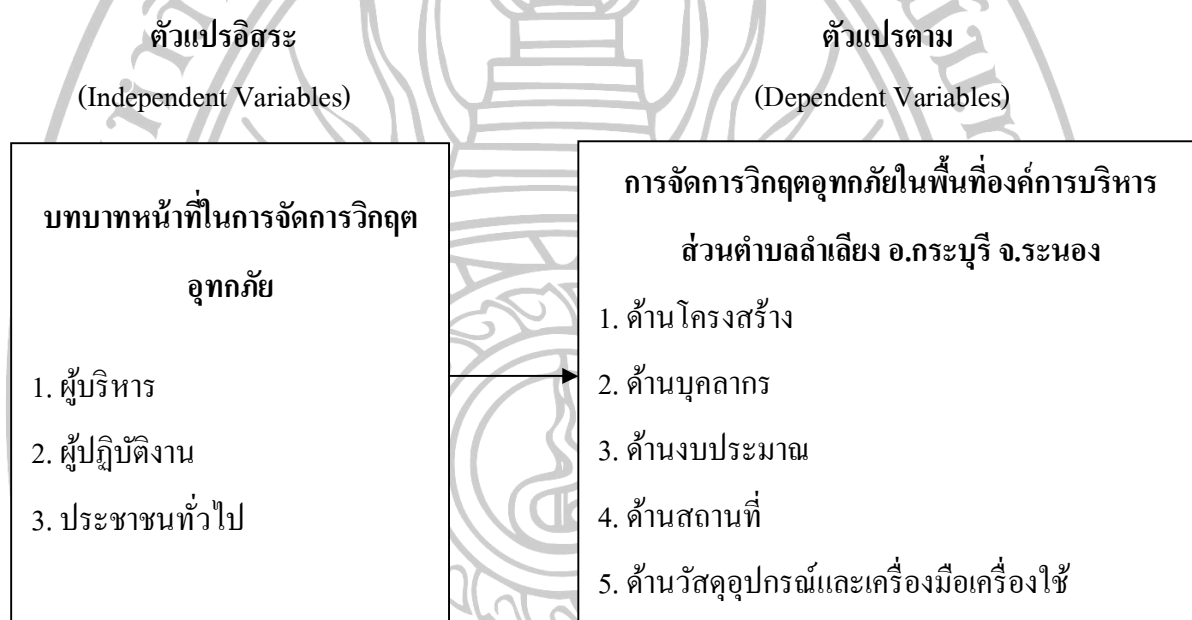 ตัวแปรอิสระ
(Independent Variables)
บทบาทหน้าที่ในการจัดการวิกฤต
อุทกภัย
1. ผู้บริหาร
2. ผู้ปฏิบัติงาน
3. ประชาชนทั่วไป
ตัวแปรตาม
(Dependent Variables)
การจัดการวิกฤตอุทกภัยในพื้นที่องค์การบริหาร
ส่วนตำบลลำเลียง อ.กระบุรี จ.ระนอง
1. ด้านโครงสร้าง
2. ด้านบุคลากร
3. ด้านงบประมาณ
4. ด้านสถานที่
5. ด้านวัสดุอุปกรณ์และเครื่องมือเครื่องใช้